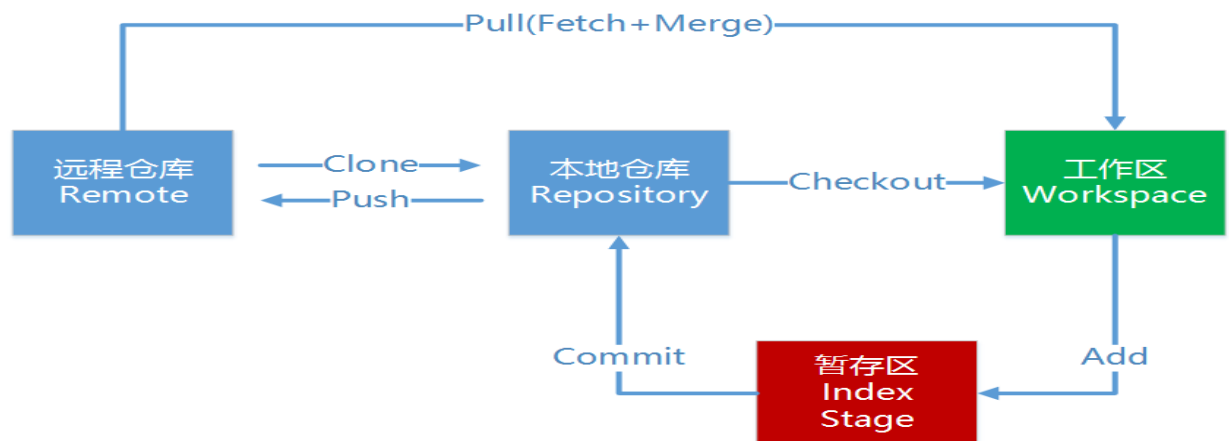 Pull(Fetch+Merge)
远程仓库
Remote
Clone
Push
本地仓库
Repository
Checkout
工作区
Workspace
Commit
暂存区
Index
Stage
Add